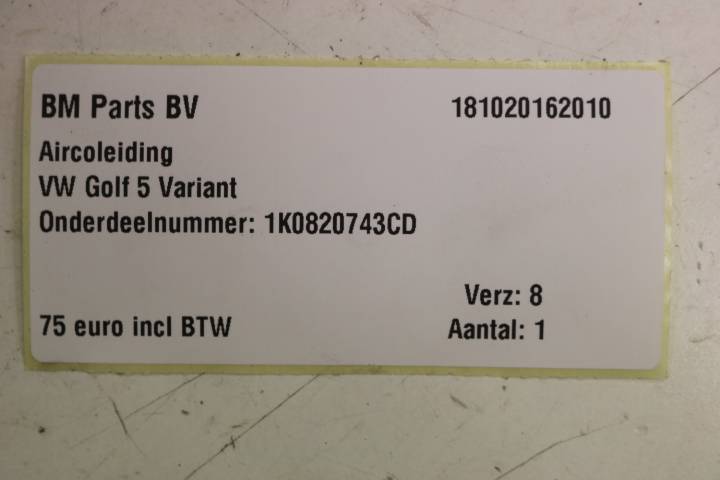 BM Parts BV 181020162010
Aircoleiding
VW Golf 5 Variant
Onderdeelnummer: 1K0820743CD
Verz: 8
75 euro incl BTW Aantal: 1